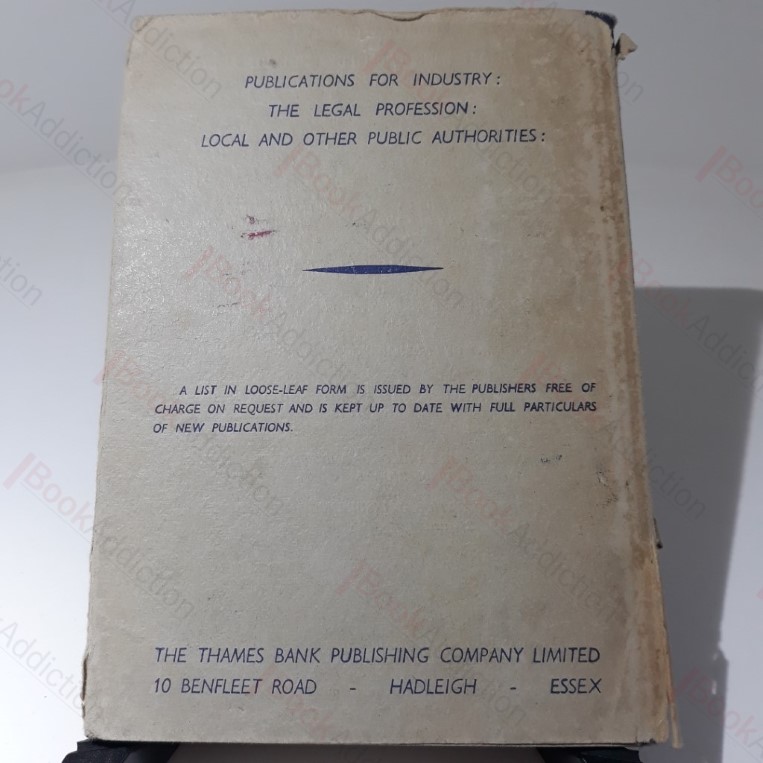 PUBLICATIONS FOR INDUSTRY:
THE LEGAL PROFESSION:
LOCAL AND OTHER PUBLIC AUTHORITIES:
A LIST IN LOOSE-LEAF FORM IS ISSUED BY THE PUBLISHERS FREE OF
CHARGE ON REQUEST AND IS KEPT UP TO DATE WITH FULL PARTICULARS
OF NEW PUBLICATIONS.
THE THAMES BANK PUBLISHING COMPANY LIMITED
10 BENFLEET ROAD - HADLEIGH - ESSEX
BookAddiction